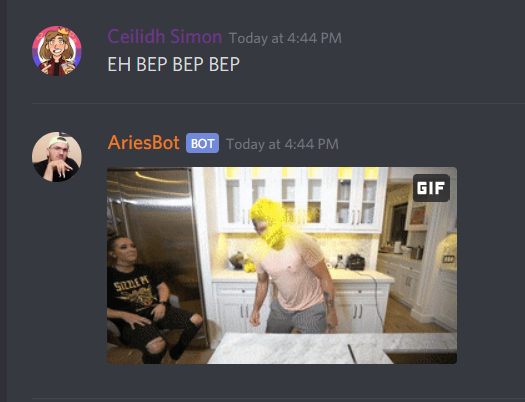 Ceilidh Simon Today at 4:44 PM
EH BEP BEP BEP
AriesBot BOT Today at 4:44 PM
GIF